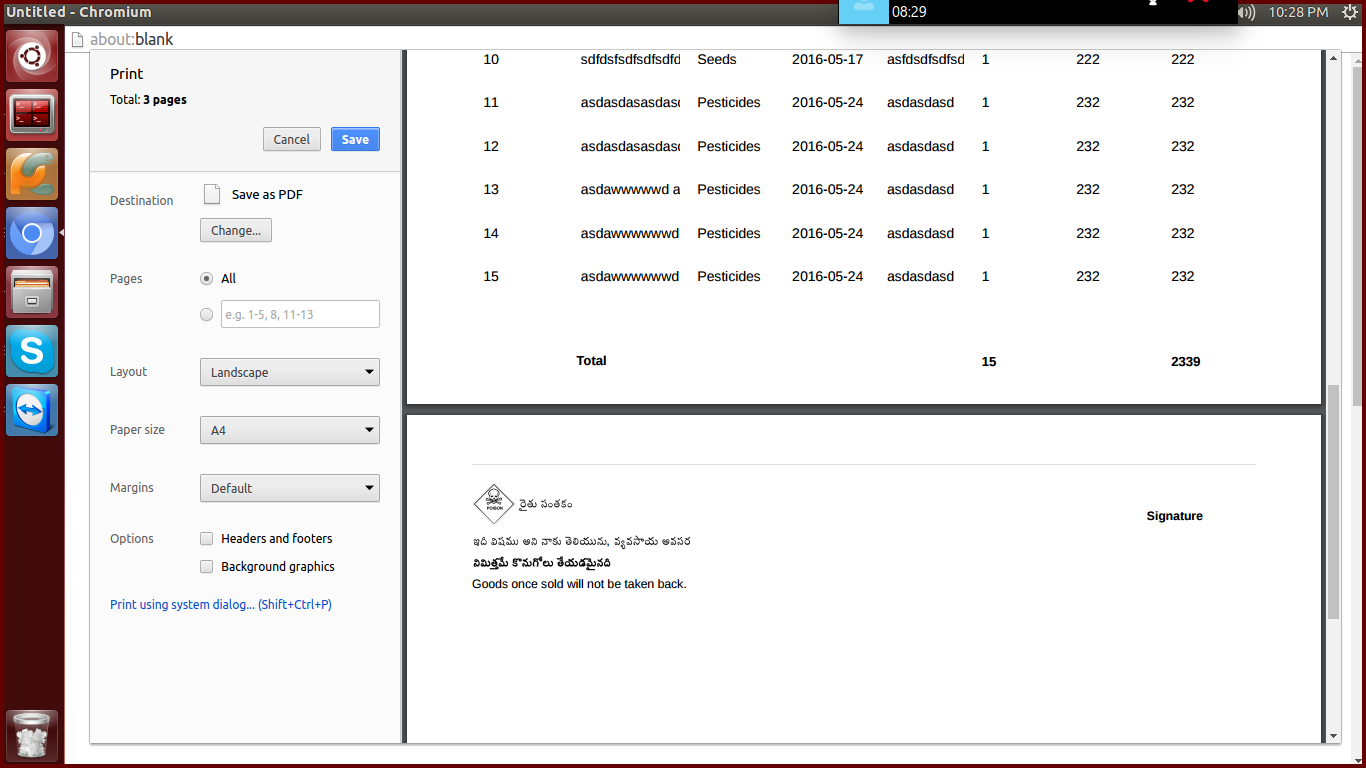 Untitled - Chromium
08:29
10:28 PM
about:blank
Print
Total: 3 pages
Cancel
Save
Destination
Save as PDF
Change...
Pages
All
e.g. 1-5, 8, 11-13
Layout
Landscape
Paper size
A4
Margins
Default
Options
Headers and footers
Background graphics
Print using system dialog... (Shift+Ctrl+P)
10 sdfdsfsdfsdfsdfd Seeds 2016-05-17 asfdsdfsdfsd 1 222 222
11 asdasdasasdasd Pesticides 2016-05-24 asdasdasd 1 232 232
12 asdasdasasdasd Pesticides 2016-05-24 asdasdasd 1 232 232
13 asdawwwwwd a Pesticides 2016-05-24 asdasdasd 1 232 232
14 asdawwwwwwd Pesticides 2016-05-24 asdasdasd 1 232 232
15 asdawwwwwwd Pesticides 2016-05-24 asdasdasd 1 232 232
Total 15 2339
POISON
రైతు సంతకం
Signature
ఇది విషము అని నాకు తెలియును, వ్యవసాయ అవసర
నిమిత్తమే కొనుగోలు చేయడమైనది
Goods once sold will not be taken back.